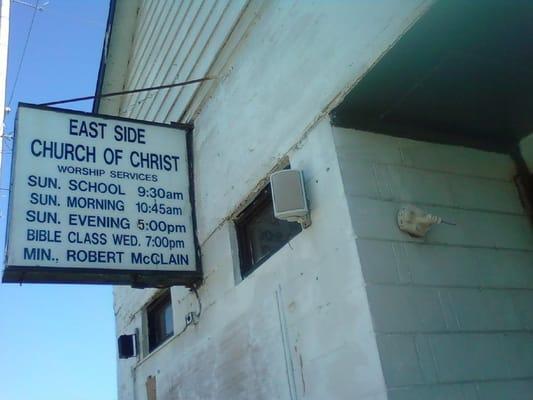 EAST SIDE
CHURCH OF CHRIST
WORSHIP SERVICES
SUN. SCHOOL 9:30am
SUN. MORNING 10:45am
SUN. EVENING 5:00pm
BIBLE CLASS WED. 7:00pm
MIN., ROBERT McCLAIN